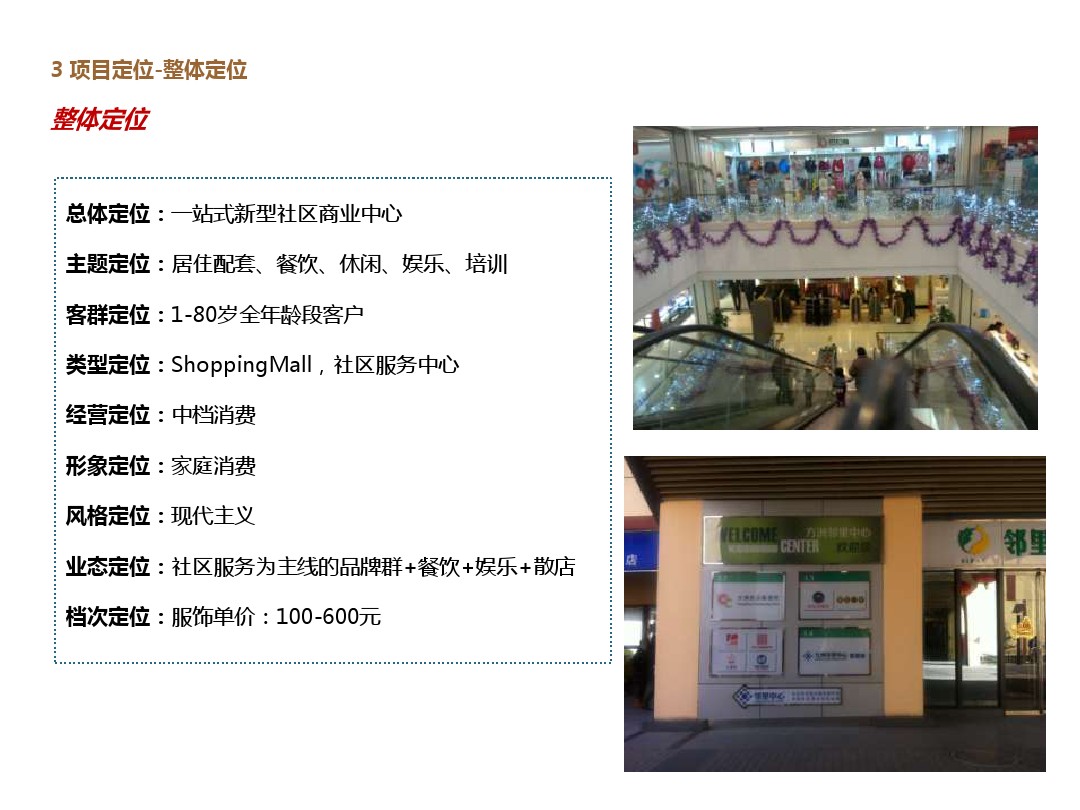 3 项目定位-整体定位
整体定位
总体定位：一站式新型社区商业中心
主题定位：居住配套、餐饮、休闲、娱乐、培训
客群定位：1-80岁全年龄段客户
类型定位：ShoppingMall，社区服务中心
经营定位：中档消费
形象定位：家庭消费
风格定位：现代主义
业态定位：社区服务为主线的品牌群+餐饮+娱乐+散店
档次定位：服饰单价：100-600元
WELCOME
CENTER
方洲邻里中心
欢迎您
店
邻里
邻里中心